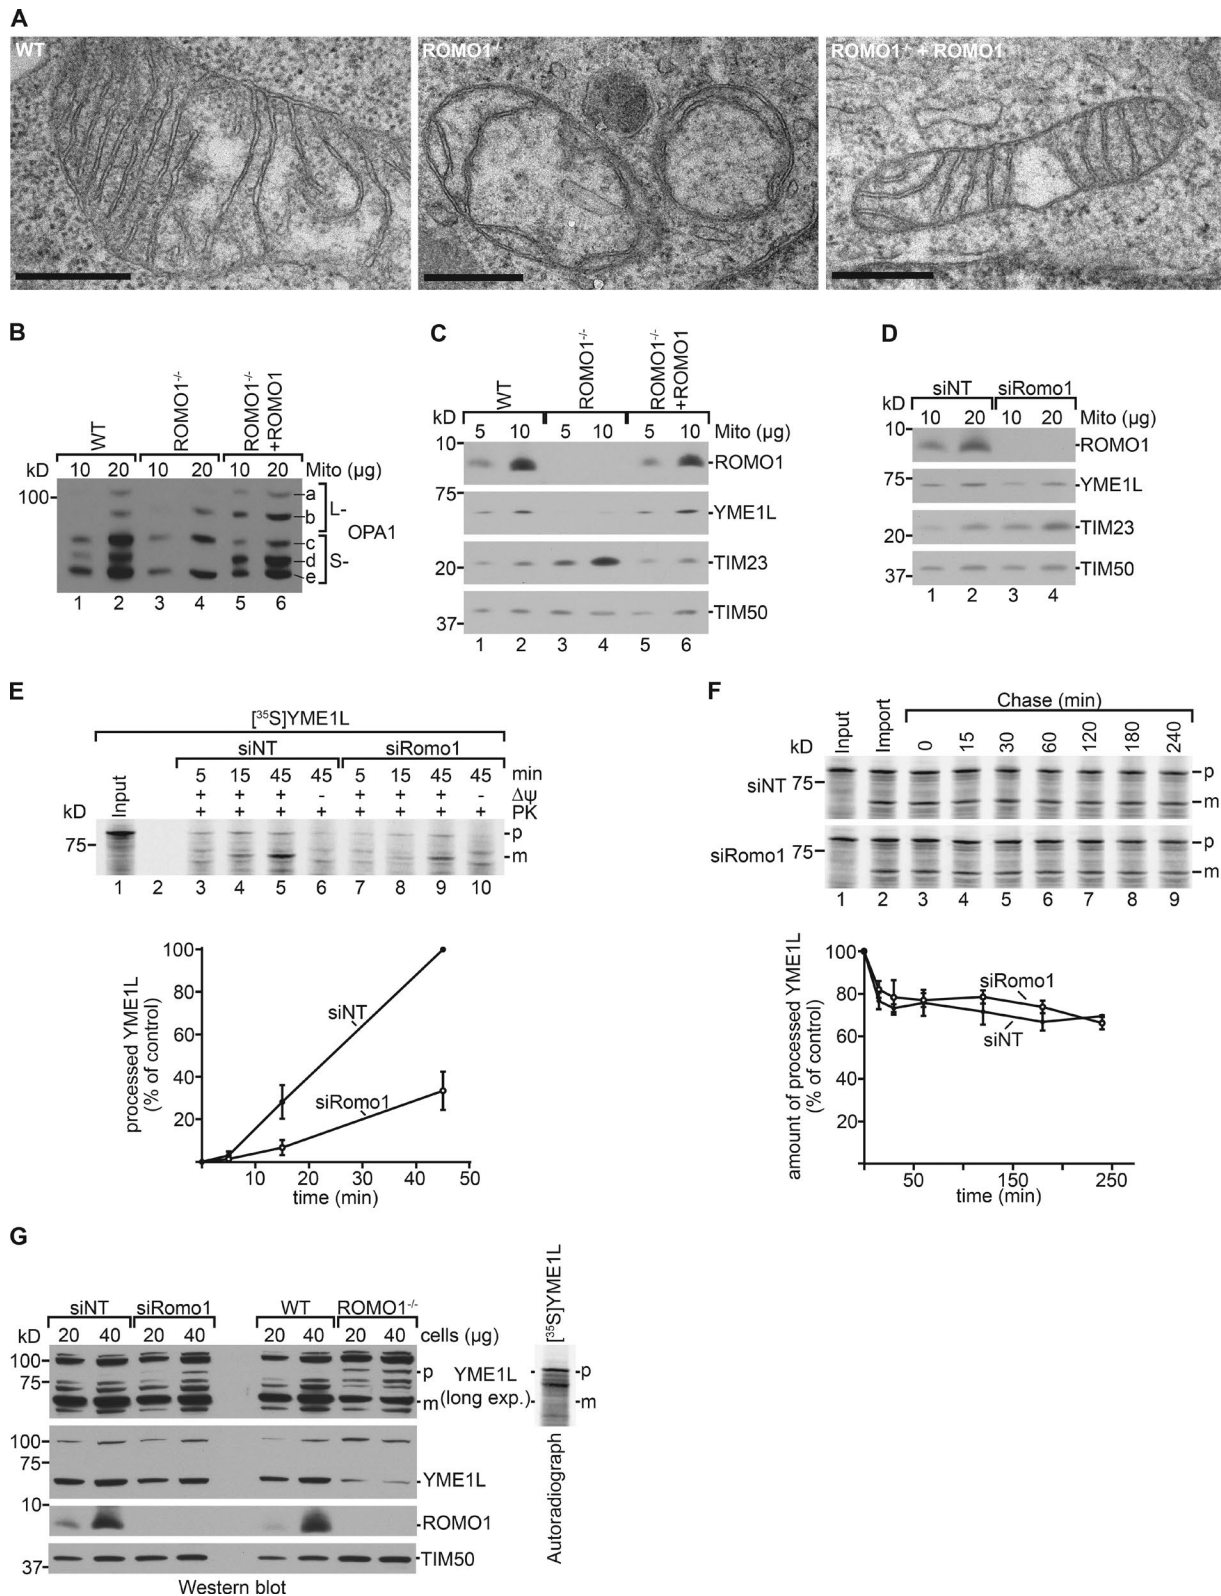 A
WT
ROMO1-/-
ROMO1-/- + ROMO1
B
WT
ROMO1-/-
ROMO1-/-
+ROMO1
kD 10 20 10 20 10 20 Mito (µg)
100
a
b
L-
OPA1
c
d
S-
e
1 2 3 4 5 6
C
WT
ROMO1-/-
ROMO1-/-
+ROMO1
kD
5 10 5 10 5 10 Mito (µg)
10
ROMO1
75
YME1L
TIM23
20
TIM50
37
1 2 3 4 5 6
D
siNT siRomo1
kD 10 20 10 20 Mito (µg)
10
ROMO1
75
YME1L
TIM23
20
TIM50
37
1 2 3 4
E
[35S]YME1L
siNT siRomo1
Input
5 15 45 45 5 15 45 45 min
+ + + - + + + - ΔΨ
kD + + + + + + + + PK
p
75
m
1 2 3 4 5 6 7 8 9 10
processed YME1L
(% of control)
100
80
60
40
20
siNT
siRomo1
10 20 30 40 50
time (min)
F
Chase (min)
kD Input Import 0 15 30 60 120 180 240
siNT 75 p
m
siRomo1 75 p
m
1 2 3 4 5 6 7 8 9
amount of processed YME1L
(% of control)
100
80
60
40
20
siRomo1
siNT
50 150 250
time (min)
G
siNT siRomo1 WT ROMO1-/-
kD 20 40 20 40 20 40 20 40 cells (µg)
100
75
p YME1L
m (long exp.)
100
75
YME1L
10
ROMO1
TIM50
37
Western blot
[35S]YME1L
p
m
Autoradiograph